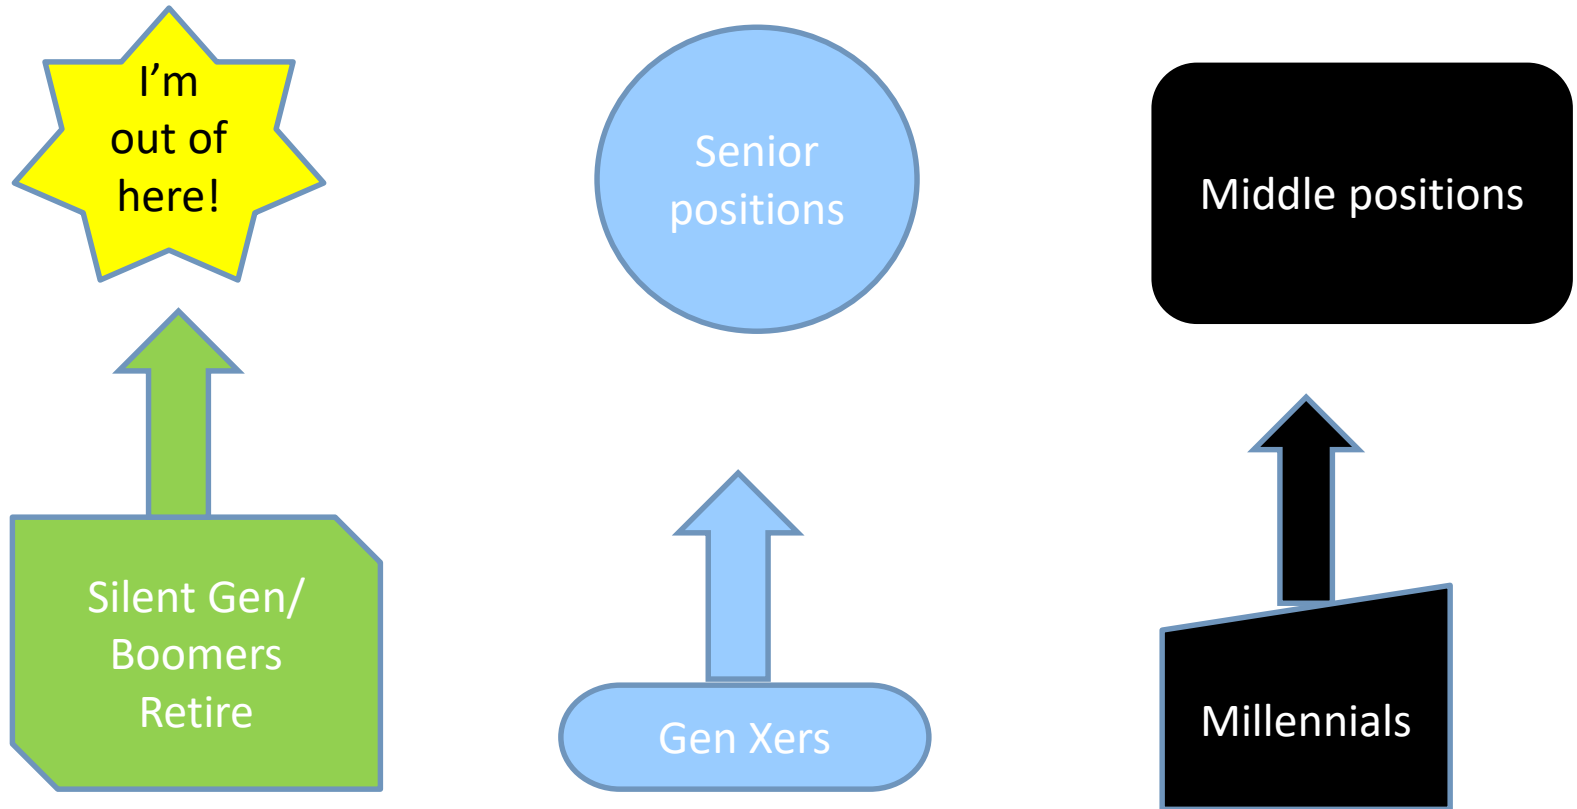 I’m
out of
here!
Senior
positions
Middle positions
Silent Gen/
Boomers
Retire
Gen Xers
Millennials